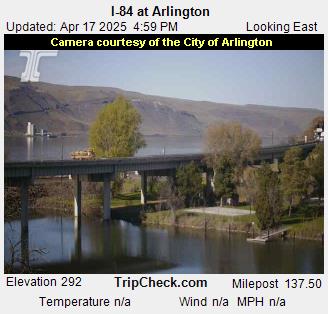 I-84 at Arlington
Updated: Apr 17 2025 4:59 PM Looking East
Camera courtesy of the City of Arlington
Elevation 292 TripCheck.com Milepost 137.50
Temperature n/a Wind n/a MPH n/a